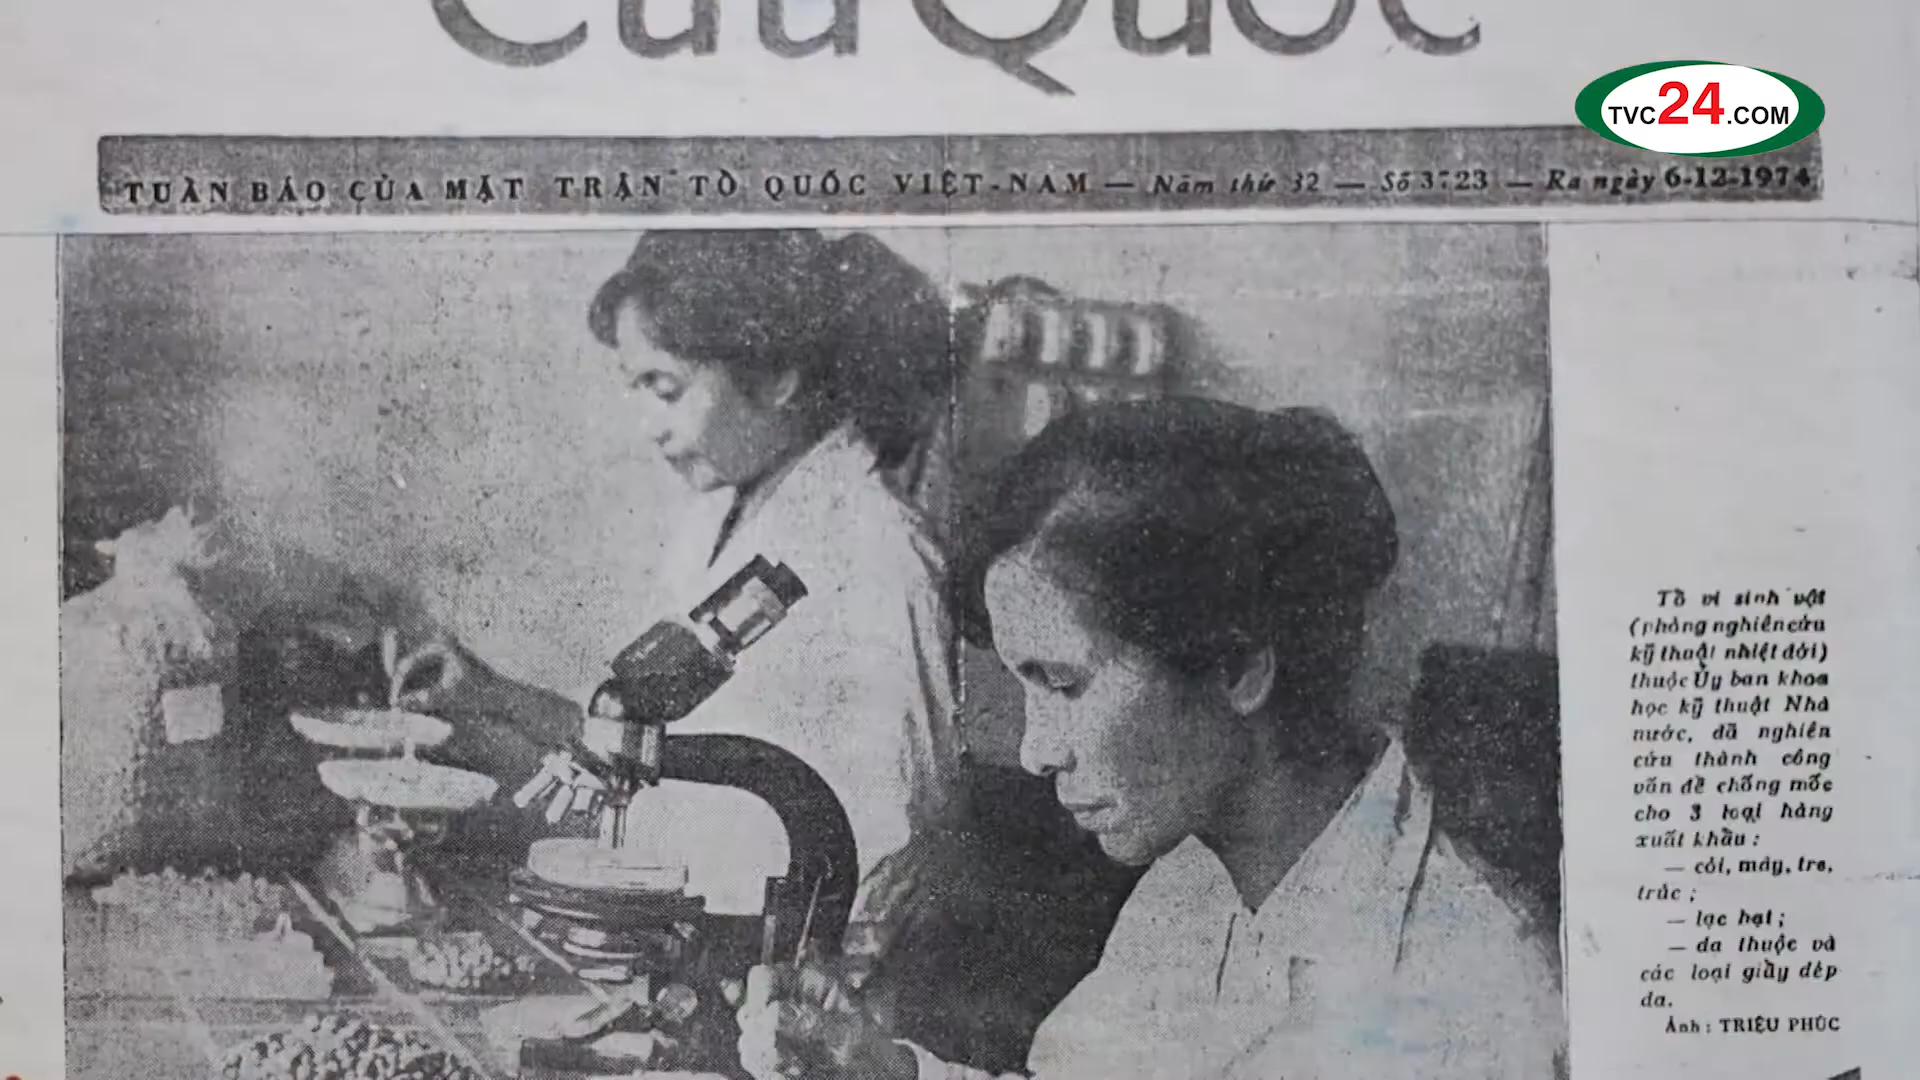 Cứu Quốc
TVC24.COM
TUẦN BÁO CỦA MẶT TRẬN TỔ QUỐC VIỆT-NAM — Năm thứ 32 — Số 3723 — Ra ngày 6-12-1974
Tổ vi sinh vật
(phòng nghiên cứu
kỹ thuật nhiệt đới)
thuộc Ủy ban khoa
học kỹ thuật Nhà
nước, đã nghiên
cứu thành công
vấn đề chống mốc
cho 3 loại hàng
xuất khẩu :
— cói, mây, tre,
trúc ;
— lạc hạt ;
— da thuộc và
các loại giầy dép
da.
Ảnh : TRIỆU PHÚC